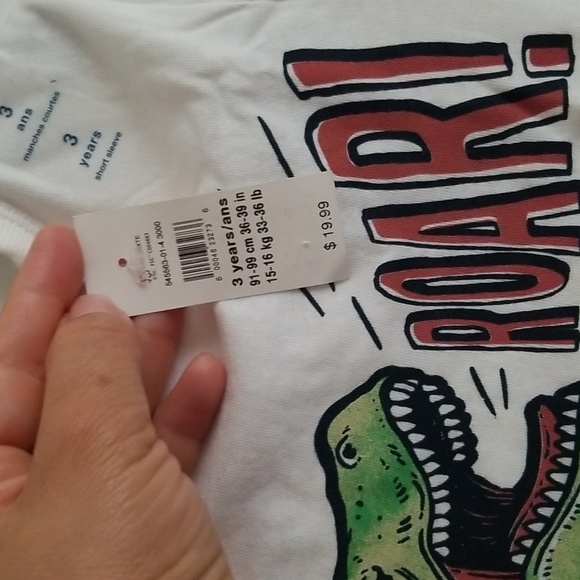 3
ans
manches courtes
3
years
short sleeve
3 years/ans
91-99 cm 36-39 in
15-16 kg 33-36 lb
$ 19.99
ROAR!